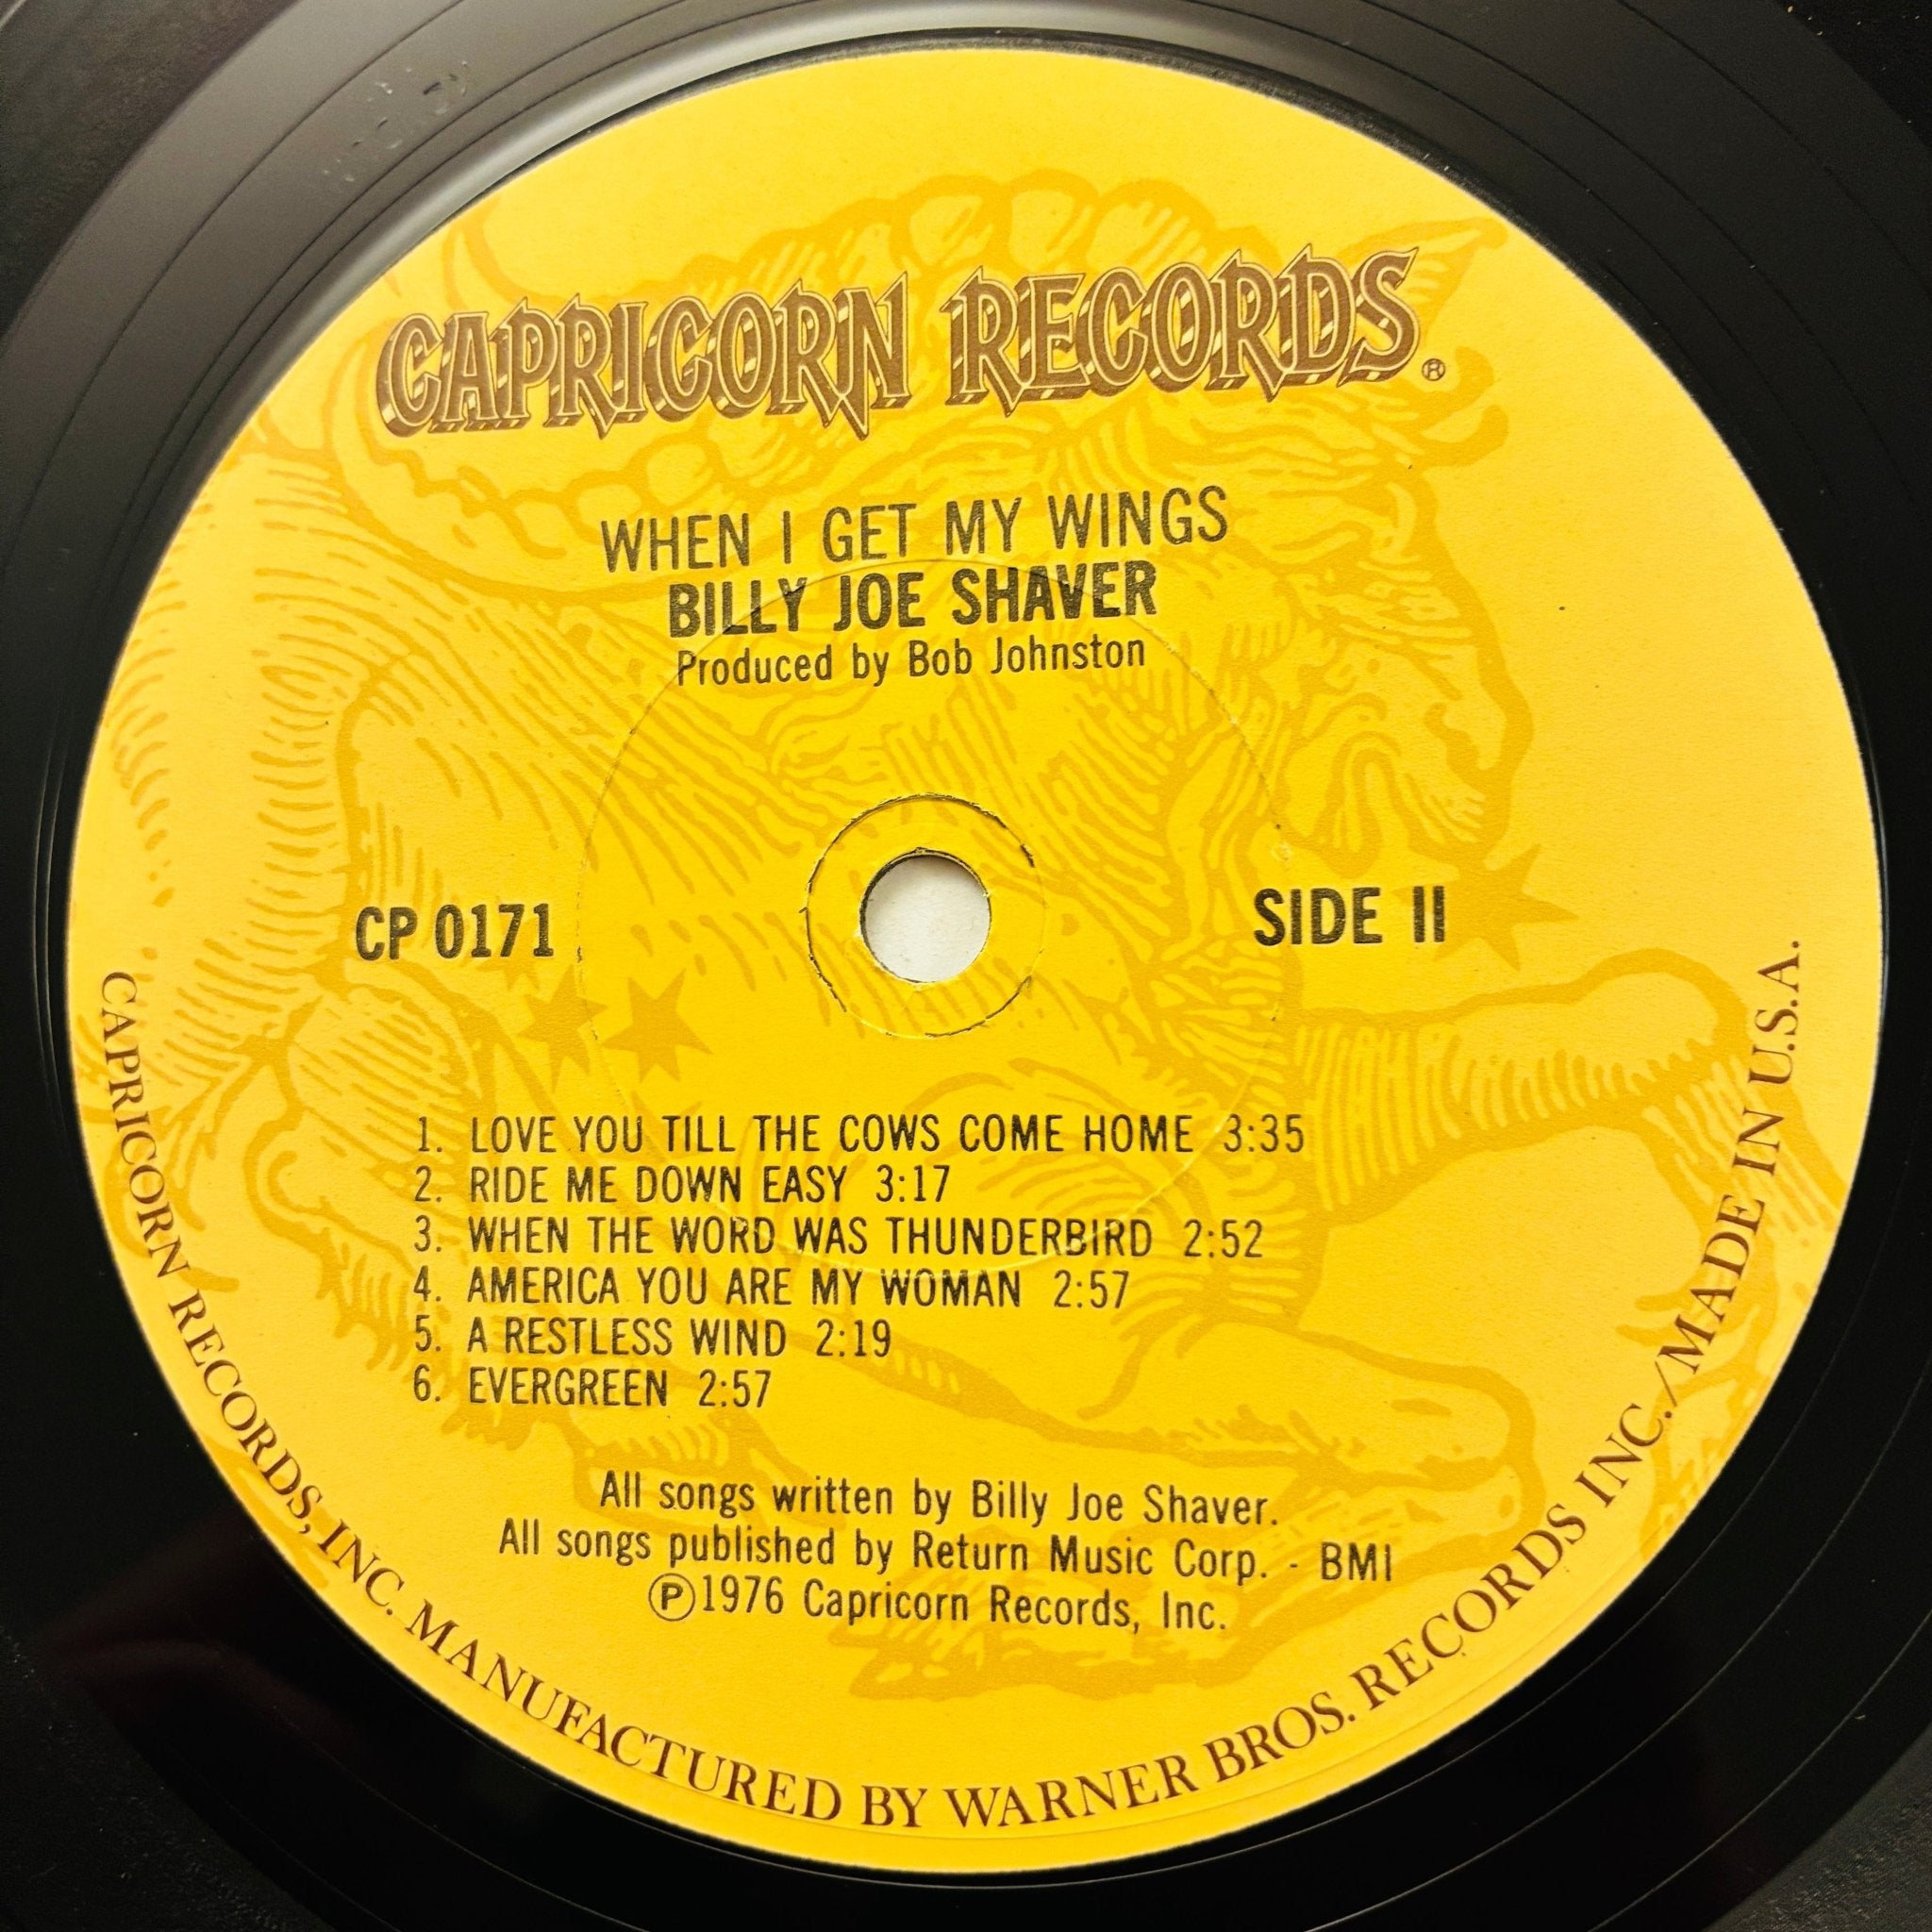 CAPRICORN RECORDS®
WHEN I GET MY WINGS
BILLY JOE SHAVER
Produced by Bob Johnston
CP 0171
SIDE II
1. LOVE YOU TILL THE COWS COME HOME 3:35
2. RIDE ME DOWN EASY 3:17
3. WHEN THE WORD WAS THUNDERBIRD 2:52
4. AMERICA YOU ARE MY WOMAN 2:57
5. A RESTLESS WIND 2:19
6. EVERGREEN 2:57
All songs written by Billy Joe Shaver.
All songs published by Return Music Corp. - BMI
℗1976 Capricorn Records, Inc.
CAPRICORN RECORDS, INC. MANUFACTURED BY WARNER BROS. RECORDS INC./MADE IN U.S.A.